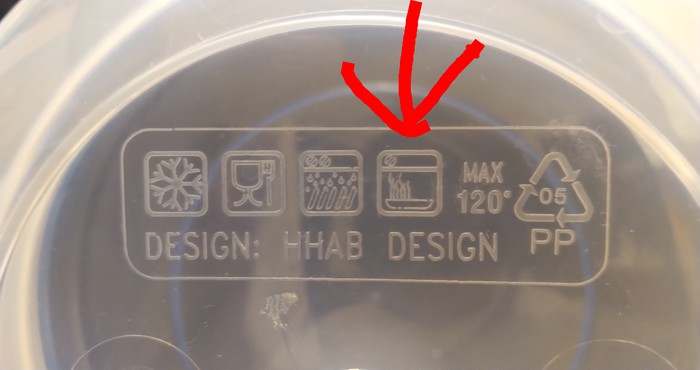 MAX
120°
05
DESIGN: HHAB DESIGN
PP